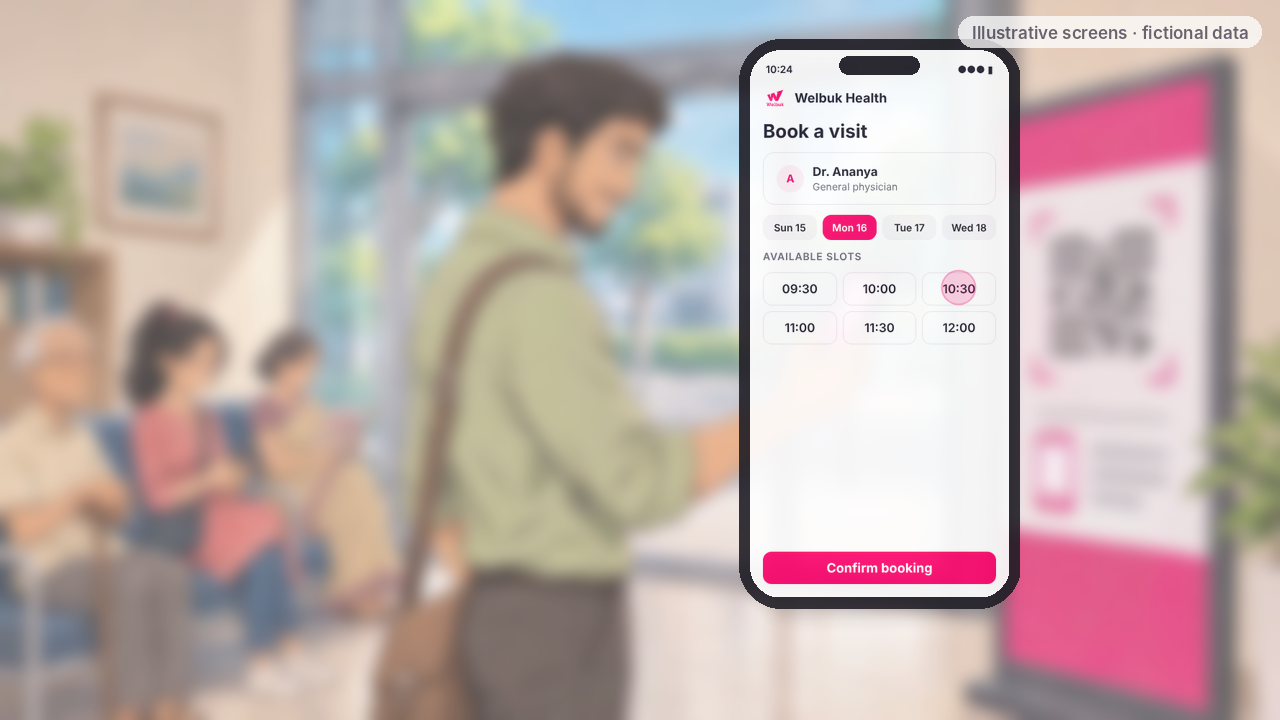 Illustrative screens · fictional data
10:24
Welbuk
Welbuk Health
Book a visit
A
Dr. Ananya
General physician
Sun 15
Mon 16
Tue 17
Wed 18
AVAILABLE SLOTS
09:30
10:00
10:30
11:00
11:30
12:00
Confirm booking